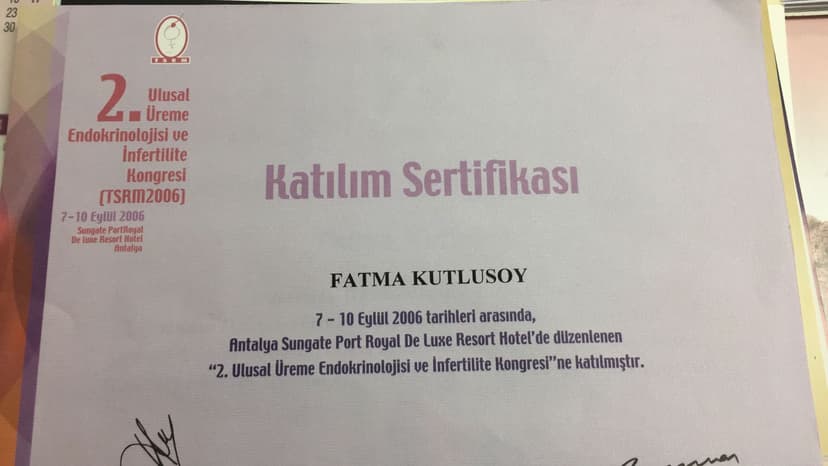 16 17
23
30
TSRM
2. Ulusal
Üreme
Endokrinolojisi ve
İnfertilite
Kongresi
(TSRM2006)
7-10 Eylül 2006
Sungate PortRoyal
De Luxe Resort Hotel
Antalya
Katılım Sertifikası
FATMA KUTLUSOY
7 - 10 Eylül 2006 tarihleri arasında,
Antalya Sungate Port Royal De Luxe Resort Hotel'de düzenlenen
“2. Ulusal Üreme Endokrinolojisi ve İnfertilite Kongresi”ne katılmıştır.